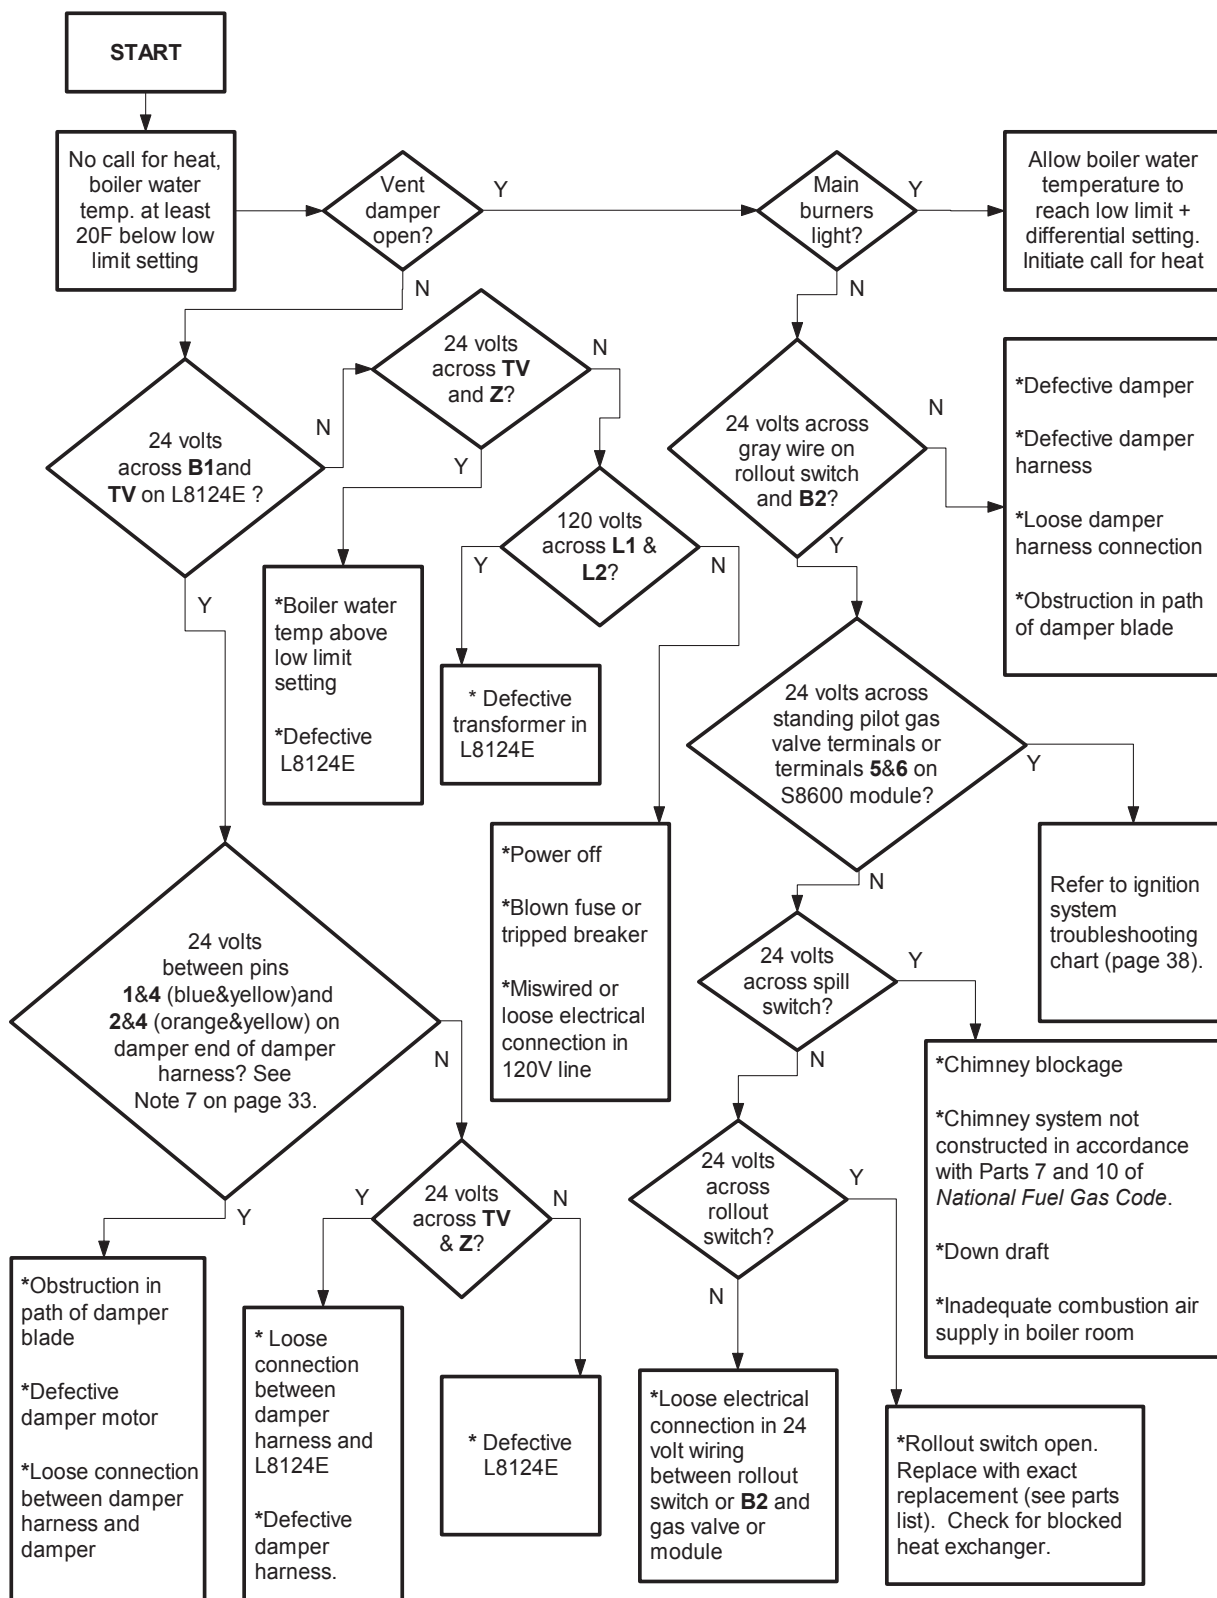 START
No call for heat,
boiler water
temp. at least
20F below low
limit setting
Vent
damper
open?
Y
Main
burners
light?
Y
Allow boiler water
temperature to
reach low limit +
differential setting.
Initiate call for heat
N
N
24 volts
across TV
and Z?
N
24 volts
across B1and
TV on L8124E ?
N
Y
24 volts across
gray wire on
rollout switch
and B2?
N
Y
*Defective damper
*Defective damper
harness
*Loose damper
harness connection
*Obstruction in path
of damper blade
120 volts
across L1 &
L2?
Y
N
Y
*Boiler water
temp above
low limit
setting
*Defective
L8124E
* Defective
transformer in
L8124E
24 volts across
standing pilot gas
valve terminals or
terminals 5&6 on
S8600 module?
Y
N
*Power off
*Blown fuse or
tripped breaker
*Miswired or
loose electrical
connection in
120V line
Refer to ignition
system
troubleshooting
chart (page 38).
24 volts
between pins
1&4 (blue&yellow)and
2&4 (orange&yellow) on
damper end of damper
harness? See
Note 7 on page 33.
N
Y
24 volts
across spill
switch?
Y
N
*Chimney blockage
*Chimney system not
constructed in accordance
with Parts 7 and 10 of
National Fuel Gas Code.
*Down draft
*Inadequate combustion air
supply in boiler room
24 volts
across TV
& Z?
Y
N
24 volts
across
rollout
switch?
Y
N
*Obstruction in
path of damper
blade
*Defective
damper motor
*Loose connection
between damper
harness and
damper
* Loose
connection
between
damper
harness and
L8124E
*Defective
damper
harness.
* Defective
L8124E
*Loose electrical
connection in 24
volt wiring
between rollout
switch or B2 and
gas valve or
module
*Rollout switch open.
Replace with exact
replacement (see parts
list).  Check for blocked
heat exchanger.